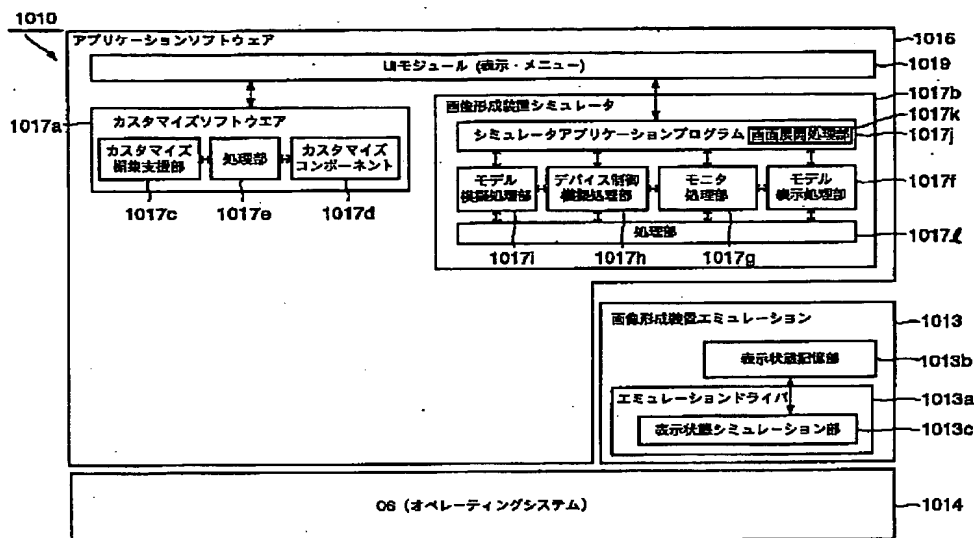 1010
アプリケーションソフトウェア
1016
UIモジュール (表示・メニュー)
1019
1017a
カスタマイズソフトウエア
カスタマイズ
編集支援部
処理部
カスタマイズ
コンポーネント
1017c
1017e
1017d
画像形成装置シミュレータ
1017b
1017k
シミュレータアプリケーションプログラム
画面展開処理部
1017j
モデル
模擬処理部
デバイス制御
模擬処理部
モニタ
処理部
モデル
表示処理部
1017f
処理部
1017ℓ
1017i
1017h
1017g
画像形成装置エミュレーション
1013
表示状態記憶部
1013b
エミュレーションドライバ
1013a
表示状態シミュレーション部
1013c
OS (オペレーティングシステム)
1014